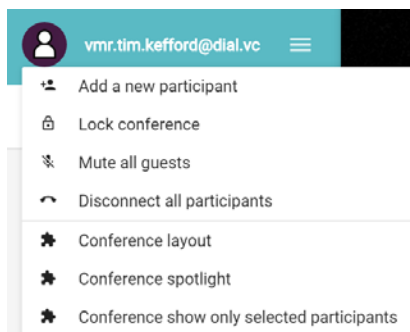 vmr.tim.kefford@dial.vc
Add a new participant
Lock conference
Mute all guests
Disconnect all participants
Conference layout
Conference spotlight
Conference show only selected participants